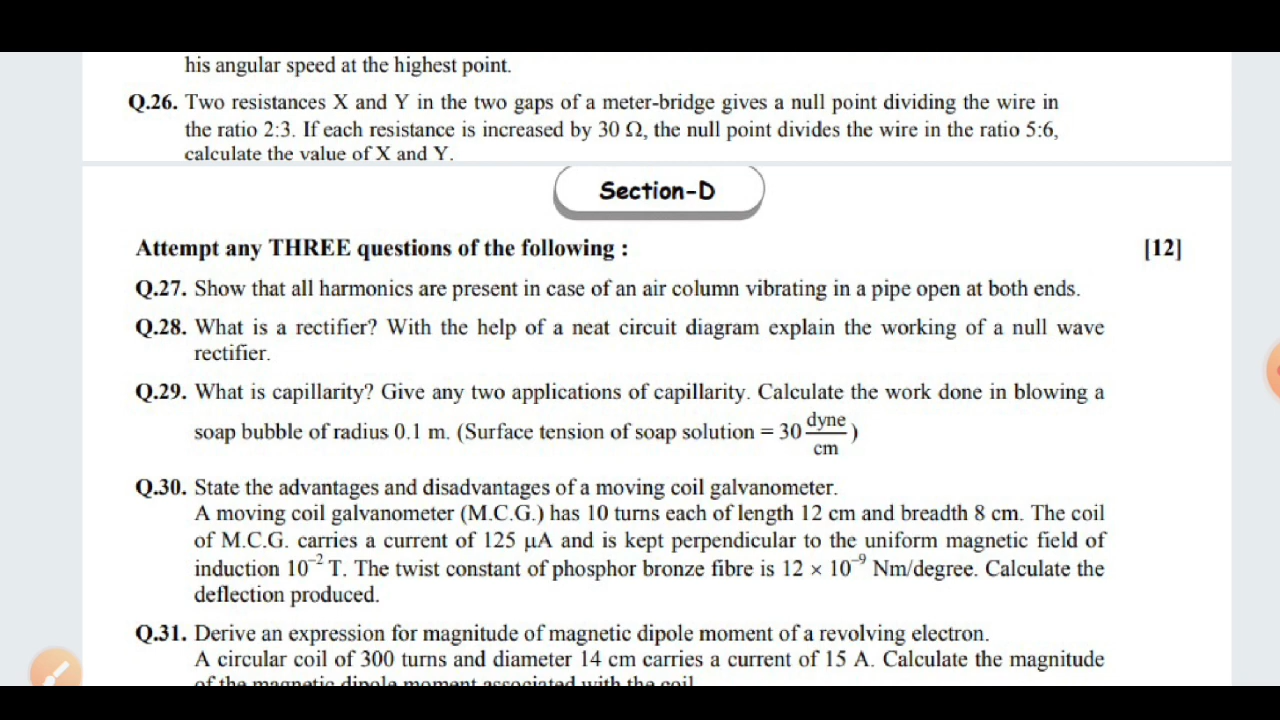 his angular speed at the highest point.
Q.26. Two resistances X and Y in the two gaps of a meter-bridge gives a null point dividing the wire in
the ratio 2:3. If each resistance is increased by 30 Ω, the null point divides the wire in the ratio 5:6,
calculate the value of X and Y.
Section-D
Attempt any THREE questions of the following : [12]
Q.27. Show that all harmonics are present in case of an air column vibrating in a pipe open at both ends.
Q.28. What is a rectifier? With the help of a neat circuit diagram explain the working of a null wave
rectifier.
Q.29. What is capillarity? Give any two applications of capillarity. Calculate the work done in blowing a
soap bubble of radius 0.1 m. (Surface tension of soap solution = 30 dyne/cm)
Q.30. State the advantages and disadvantages of a moving coil galvanometer.
A moving coil galvanometer (M.C.G.) has 10 turns each of length 12 cm and breadth 8 cm. The coil
of M.C.G. carries a current of 125 μA and is kept perpendicular to the uniform magnetic field of
induction 10⁻² T. The twist constant of phosphor bronze fibre is 12 × 10⁻⁹ Nm/degree. Calculate the
deflection produced.
Q.31. Derive an expression for magnitude of magnetic dipole moment of a revolving electron.
A circular coil of 300 turns and diameter 14 cm carries a current of 15 A. Calculate the magnitude
of the magnetic dipole moment associated with the coil.